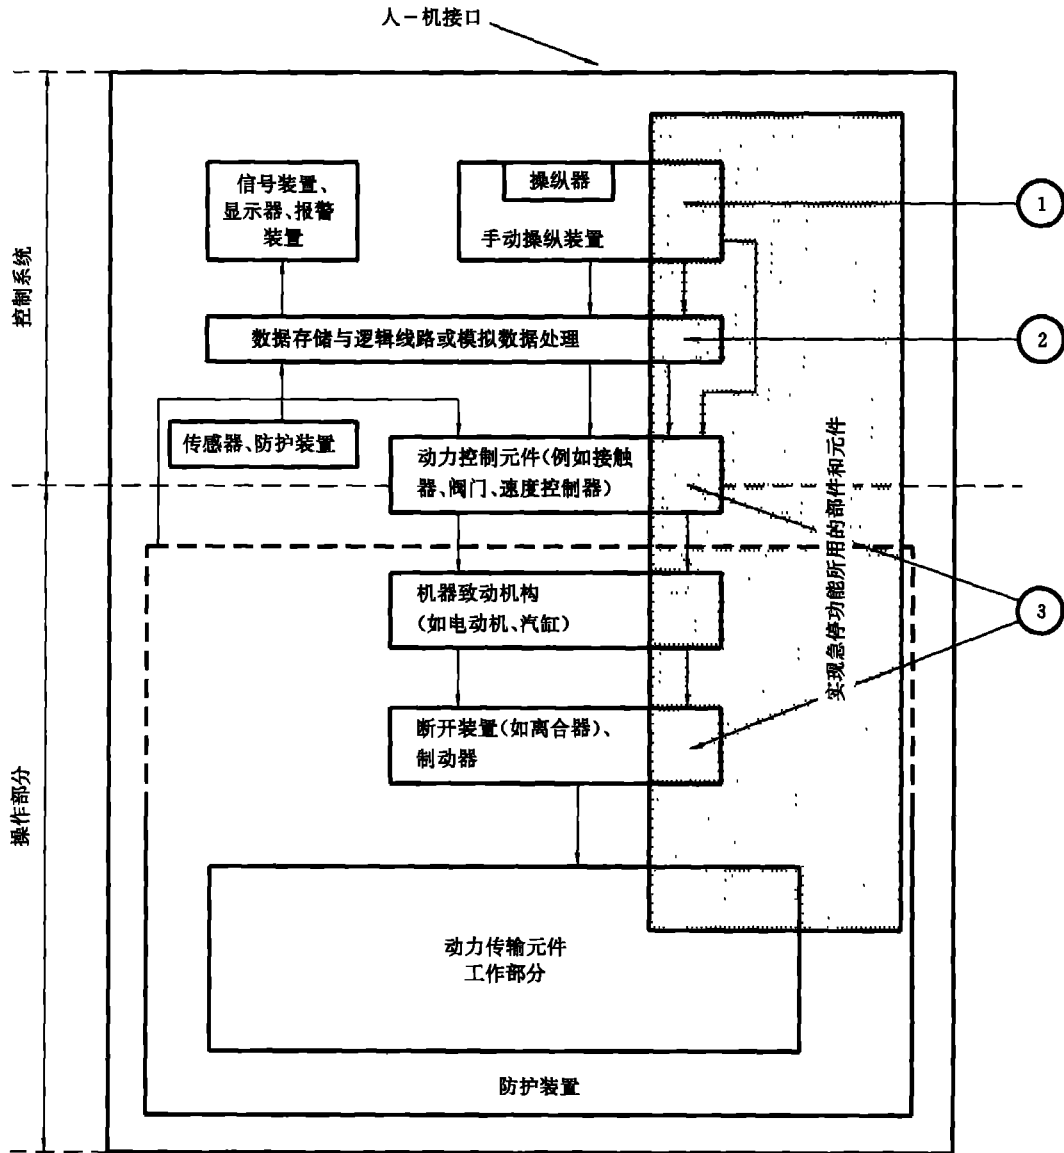 人-机接口
信号装置、
显示器、报警
装置
操纵器
手动操纵装置
1
控制系统
数据存储与逻辑线路或模拟数据处理
2
传感器、防护装置
动力控制元件(例如接触
器、阀门、速度控制器)
实现急停功能所用的部件和元件
机器致动机构
(如电动机、汽缸)
3
断开装置(如离合器)、
制动器
操作部分
动力传输元件
工作部分
防护装置